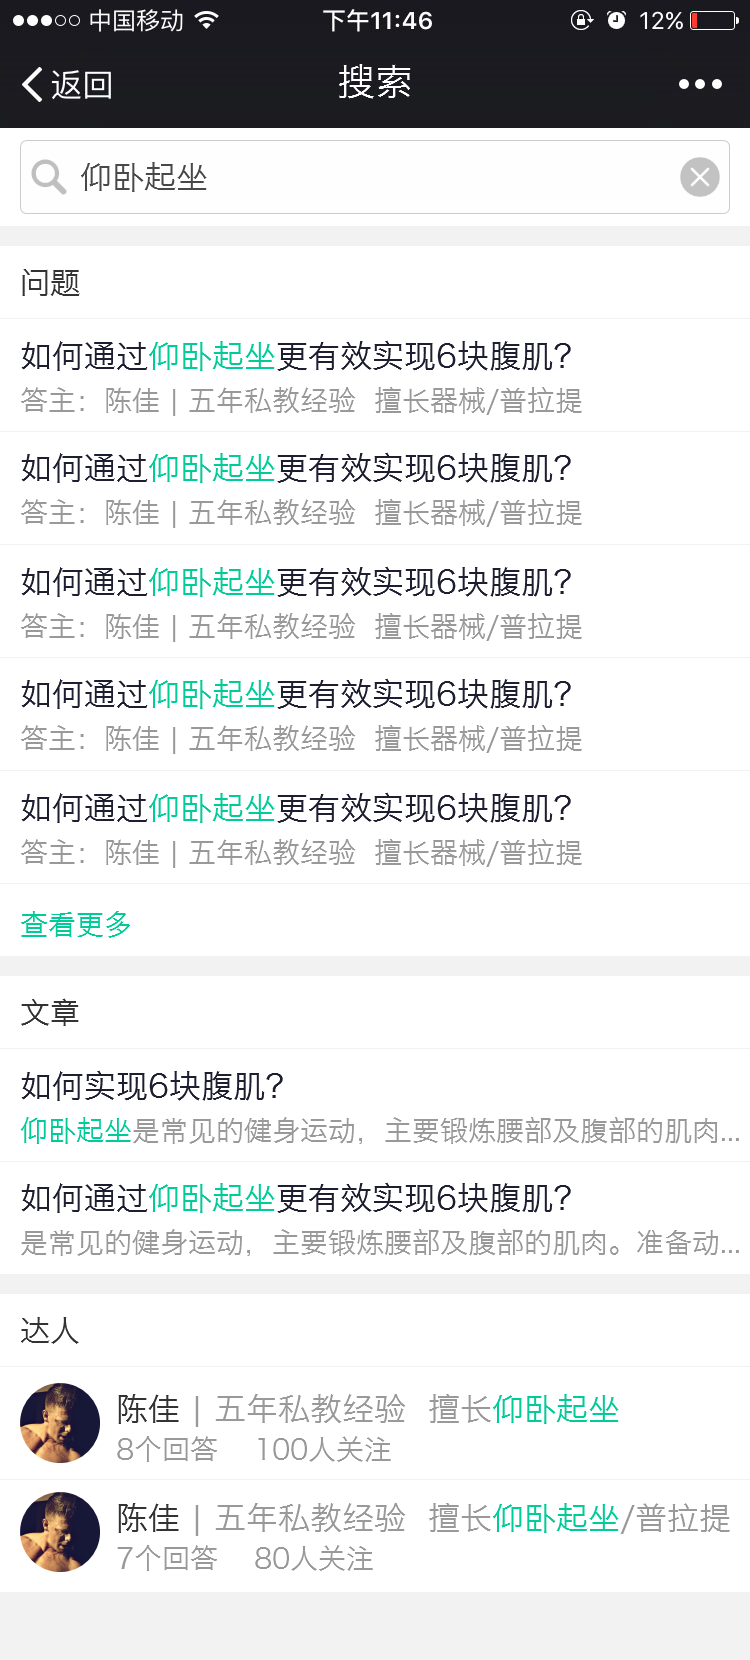 中国移动 下午11:46 12%
返回 搜索
仰卧起坐
问题
如何通过仰卧起坐更有效实现6块腹肌?
答主：陈佳 | 五年私教经验 擅长器械/普拉提
如何通过仰卧起坐更有效实现6块腹肌?
答主：陈佳 | 五年私教经验 擅长器械/普拉提
如何通过仰卧起坐更有效实现6块腹肌?
答主：陈佳 | 五年私教经验 擅长器械/普拉提
如何通过仰卧起坐更有效实现6块腹肌?
答主：陈佳 | 五年私教经验 擅长器械/普拉提
如何通过仰卧起坐更有效实现6块腹肌?
答主：陈佳 | 五年私教经验 擅长器械/普拉提
查看更多
文章
如何实现6块腹肌?
仰卧起坐是常见的健身运动，主要锻炼腰部及腹部的肌肉...
如何通过仰卧起坐更有效实现6块腹肌?
是常见的健身运动，主要锻炼腰部及腹部的肌肉。准备动...
达人
陈佳 | 五年私教经验 擅长仰卧起坐
8个回答 100人关注
陈佳 | 五年私教经验 擅长仰卧起坐/普拉提
7个回答 80人关注